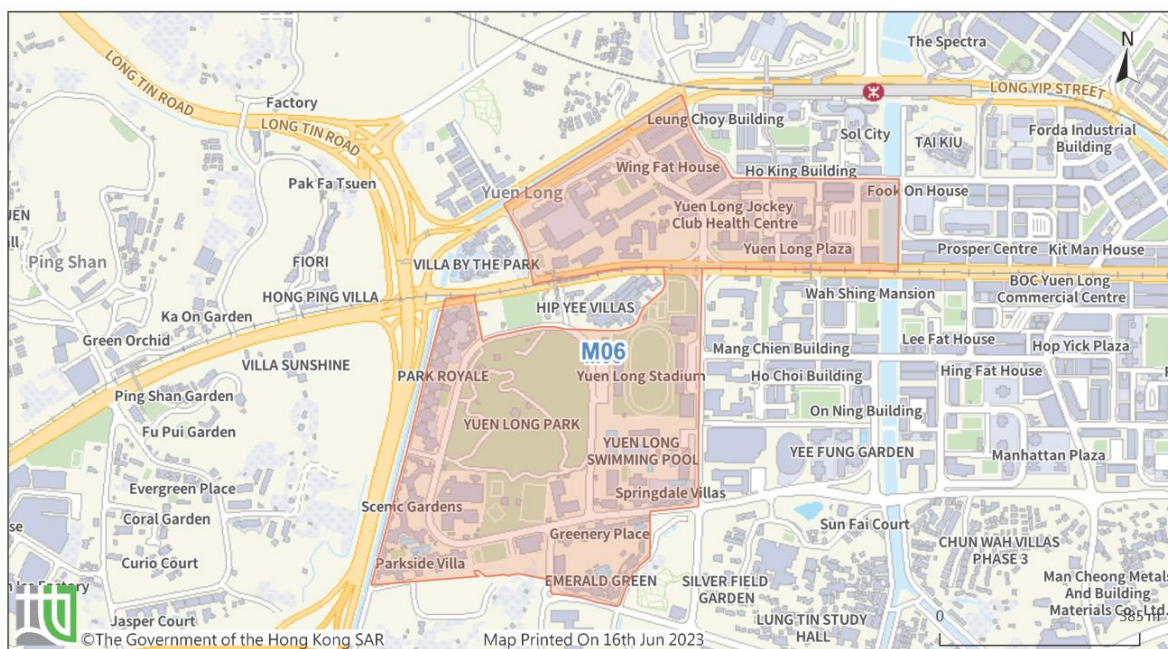 The Spectra
N
LONG TIN ROAD
Factory
LONG TIN ROAD
LONG YIP STREET
Leung Choy Building
Sol City
TAI KIU
Forda Industrial
Building
Pak Fa Tsuen
Wing Fat House
Ho King Building
Yuen Long
Fook On House
Yuen Long Jockey
Club Health Centre
Ping Shan
FIORI
VILLA BY THE PARK
Yuen Long Plaza
Prosper Centre
Kit Man House
HONG PING VILLA
HIP YEE VILLAS
Wah Shing Mansion
BOC Yuen Long
Commercial Centre
Ka On Garden
Green Orchid
M06
Mang Chien Building
Lee Fat House
Hop Yick Plaza
VILLA SUNSHINE
PARK ROYALE
Yuen Long Stadium
Ho Choi Building
Hing Fat House
Ping Shan Garden
On Ning Building
YUEN LONG PARK
Fu Pui Garden
YUEN LONG
SWIMMING POOL
YEE FUNG GARDEN
Manhattan Plaza
Evergreen Place
Springdale Villas
Scenic Gardens
Coral Garden
Sun Fai Court
Greenery Place
CHUN WAH VILLAS
PHASE 3
Curio Court
Parkside Villa
EMERALD GREEN
SILVER FIELD
GARDEN
Man Cheong Metals
And Building
Materials Co., Ltd.
Jasper Court
LUNG TIN STUDY
HALL
0
385 m
©The Government of the Hong Kong SAR
Map Printed On 16th Jun 2023